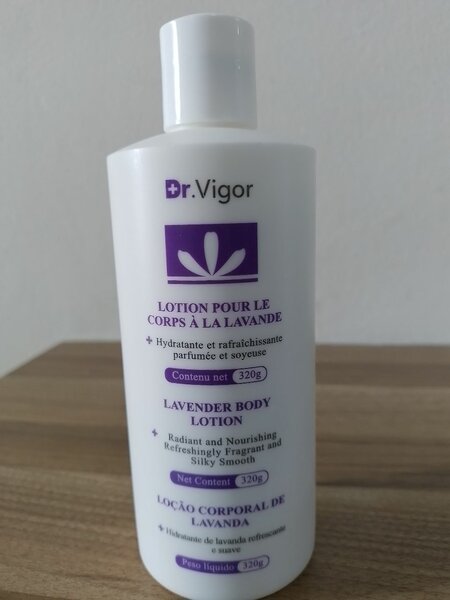 Dr.Vigor
LOTION POUR LE
CORPS À LA LAVANDE
Hydratante et rafraîchissante
parfumée et soyeuse
Contenu net 320g
LAVENDER BODY
LOTION
Radiant and Nourishing
Refreshingly Fragrant and
Silky Smooth
Net Content 320g
LOÇÃO CORPORAL DE
LAVANDA
Hidratante de lavanda refrescante
e suave
Peso líquido 320g